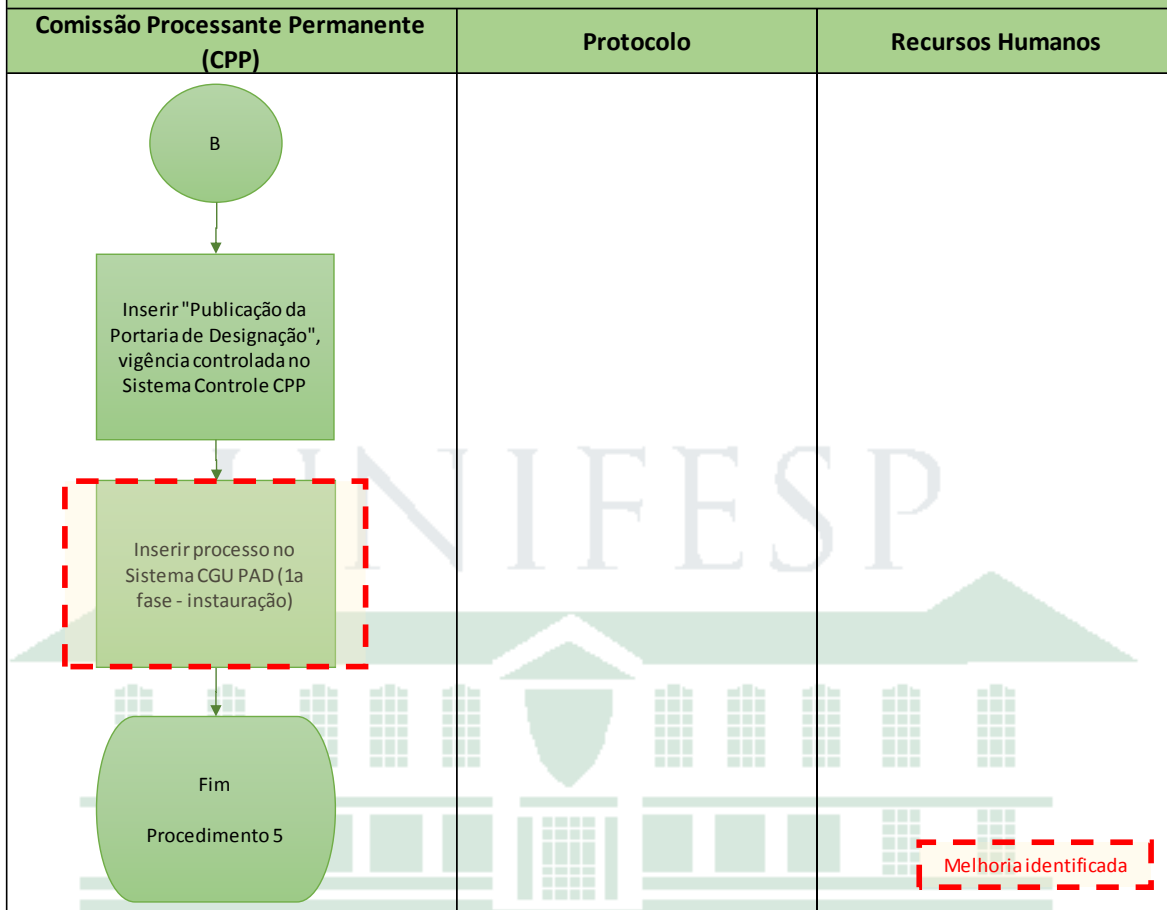 Comissão Processante Permanente
(CPP)
Protocolo
Recursos Humanos
B
Inserir "Publicação da
Portaria de Designação",
vigência controlada no
Sistema Controle CPP
UNIFESP
Inserir processo no
Sistema CGU PAD (1a
fase - instauração)
Fim
Procedimento 5
Melhoria identificada